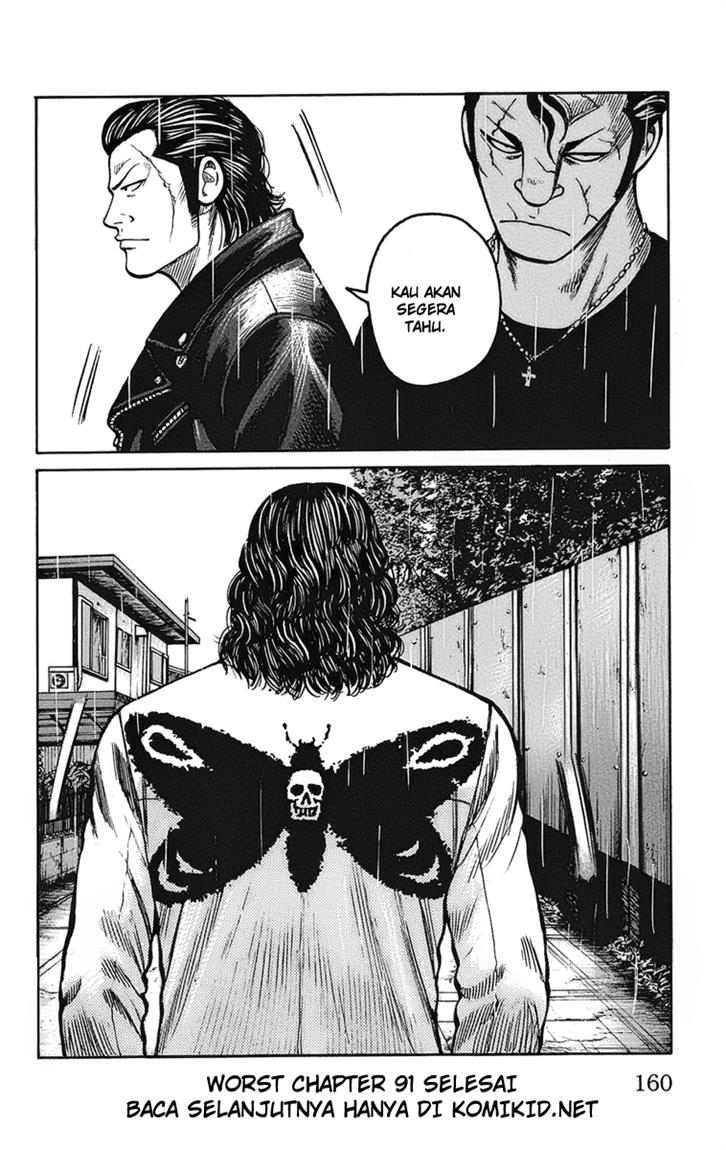 KAU AKAN
SEGERA
TAHU.
WORST CHAPTER 91 SELESAI
160
BACA SELANJUTNYA HANYA DI KOMIKID.NET